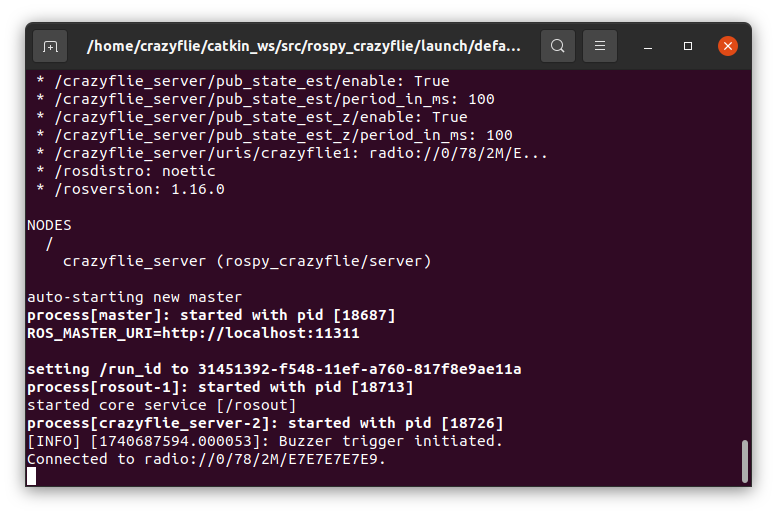 /home/crazyflie/catkin_ws/src/rospy_crazyflie/launch/defa...
* /crazyflie_server/pub_state_est/enable: True
* /crazyflie_server/pub_state_est/period_in_ms: 100
* /crazyflie_server/pub_state_est_z/enable: True
* /crazyflie_server/pub_state_est_z/period_in_ms: 100
* /crazyflie_server/uris/crazyflie1: radio://0/78/2M/E...
* /rosdistro: noetic
* /rosversion: 1.16.0
NODES
/
crazyflie_server (rospy_crazyflie/server)
auto-starting new master
process[master]: started with pid [18687]
ROS_MASTER_URI=http://localhost:11311
setting /run_id to 31451392-f548-11ef-a760-817f8e9ae11a
process[rosout-1]: started with pid [18713]
started core service [/rosout]
process[crazyflie_server-2]: started with pid [18726]
[INFO] [1740687594.000053]: Buzzer trigger initiated.
Connected to radio://0/78/2M/E7E7E7E7E9.